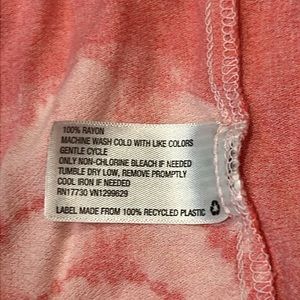 100% RAYON
MACHINE WASH COLD WITH LIKE COLORS
GENTLE CYCLE
ONLY NON-CHLORINE BLEACH IF NEEDED
TUMBLE DRY LOW, REMOVE PROMPTLY
COOL IRON IF NEEDED
RN17730 VN1299629
LABEL MADE FROM 100% RECYCLED PLASTIC